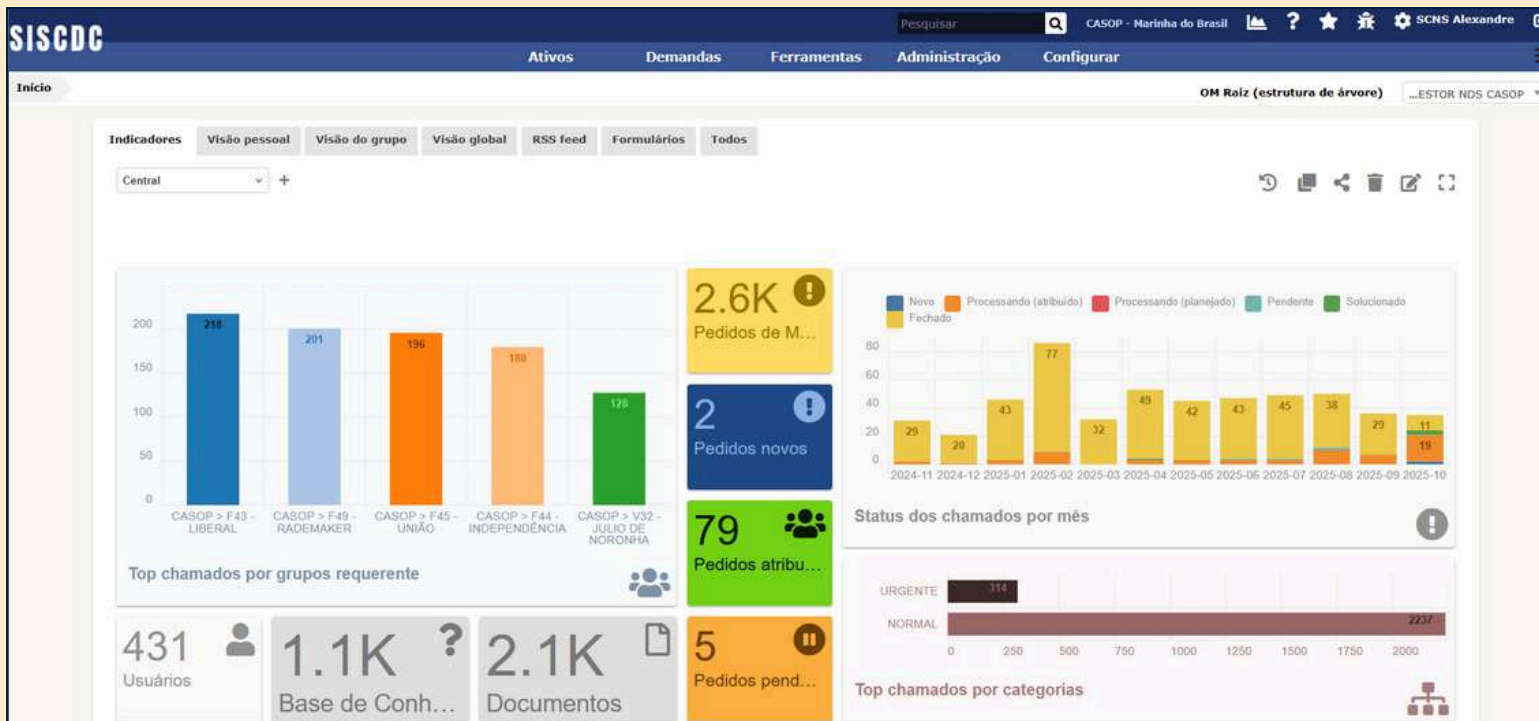 SISCDC
Pesquisar
CASOP - Marinha do Brasil
?
SCNS Alexandre
Ativos Demandas Ferramentas Administração Configurar
Início
OM Raiz (estrutura de árvore)
...ESTOR NDS CASOP
Indicadores Visão pessoal Visão do grupo Visão global RSS feed Formulários Todos
Central +
200
150
100
50
0
218
201
196
180
128
CASOP > F43 - LIBERAL
CASOP > F49 - RADEMAKER
CASOP > F45 - UNIÃO
CASOP > F44 - INDEPENDÊNCIA
CASOP > V32 - JULIO DE NORONHA
Top chamados por grupos requerente
2.6K
Pedidos de M...
2
Pedidos novos
79
Pedidos atribu...
5
Pedidos pend...
Novo Processando (atribuído) Processando (planejado) Pendente Solucionado
Fechado
80
60
40
20
0
29 20 43 77 32 49 42 43 45 38 29 11
19
2024-11 2024-12 2025-01 2025-02 2025-03 2025-04 2025-05 2025-06 2025-07 2025-08 2025-09 2025-10
Status dos chamados por mês
URGENTE 314
NORMAL 2237
0 250 500 750 1000 1250 1500 1750 2000
Top chamados por categorias
431
Usuários
1.1K ?
Base de Conh...
2.1K
Documentos